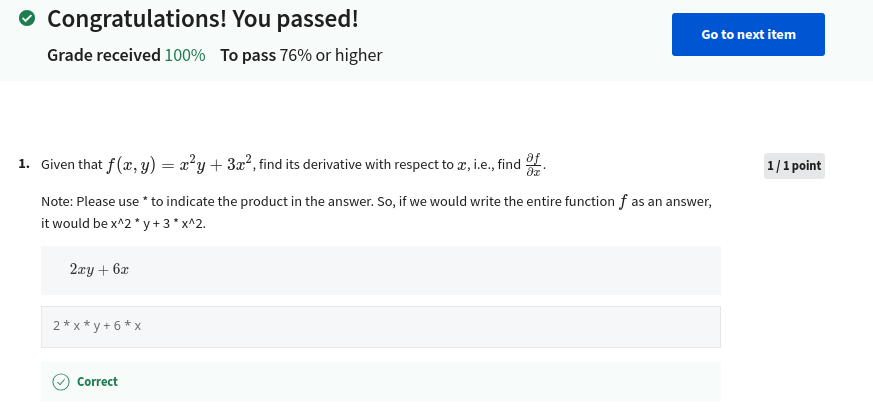 Congratulations! You passed!
Go to next item
Grade received 100% To pass 76% or higher
1. Given that f(x, y) = x²y + 3x², find its derivative with respect to x, i.e., find ∂f/∂x.
1 / 1 point
Note: Please use * to indicate the product in the answer. So, if we would write the entire function f as an answer,
it would be x^2 * y + 3 * x^2.
2xy + 6x
2 * x * y + 6 * x
Correct